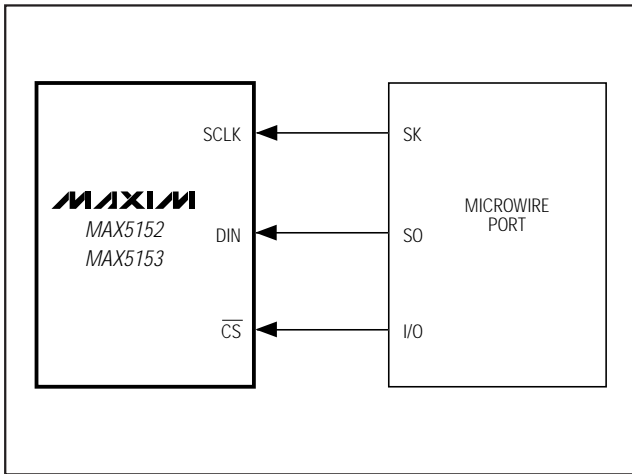 SCLK
SK
MAXIM
MAX5152
MAX5153
MICROWIRE
PORT
DIN
SO
CS
I/O